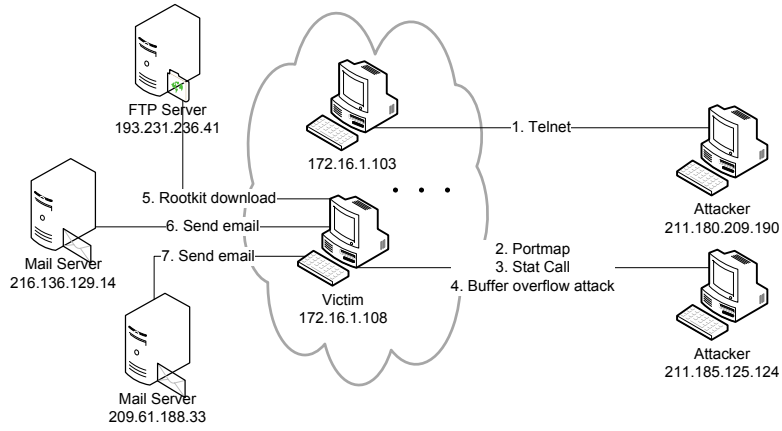 FTP Server
193.231.236.41
172.16.1.103
1. Telnet
Attacker
211.180.209.190
5. Rootkit download
6. Send email
7. Send email
Mail Server
216.136.129.14
Victim
172.16.1.108
2. Portmap
3. Stat Call
4. Buffer overflow attack
Attacker
211.185.125.124
Mail Server
209.61.188.33